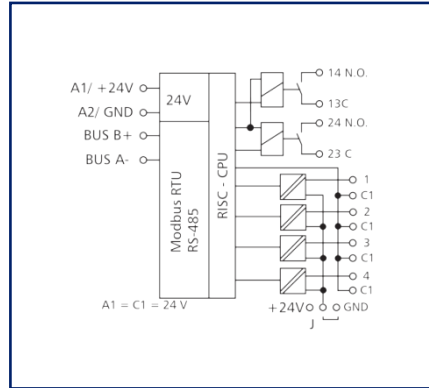 A1/ +24V
A2/ GND
BUS B+
BUS A-
24V
Modbus RTU
RS-485
RISC - CPU
14 N.O.
13C
24 N.O.
23 C
1
C1
2
C1
3
C1
4
C1
+24V
GND
J
A1 = C1 = 24 V